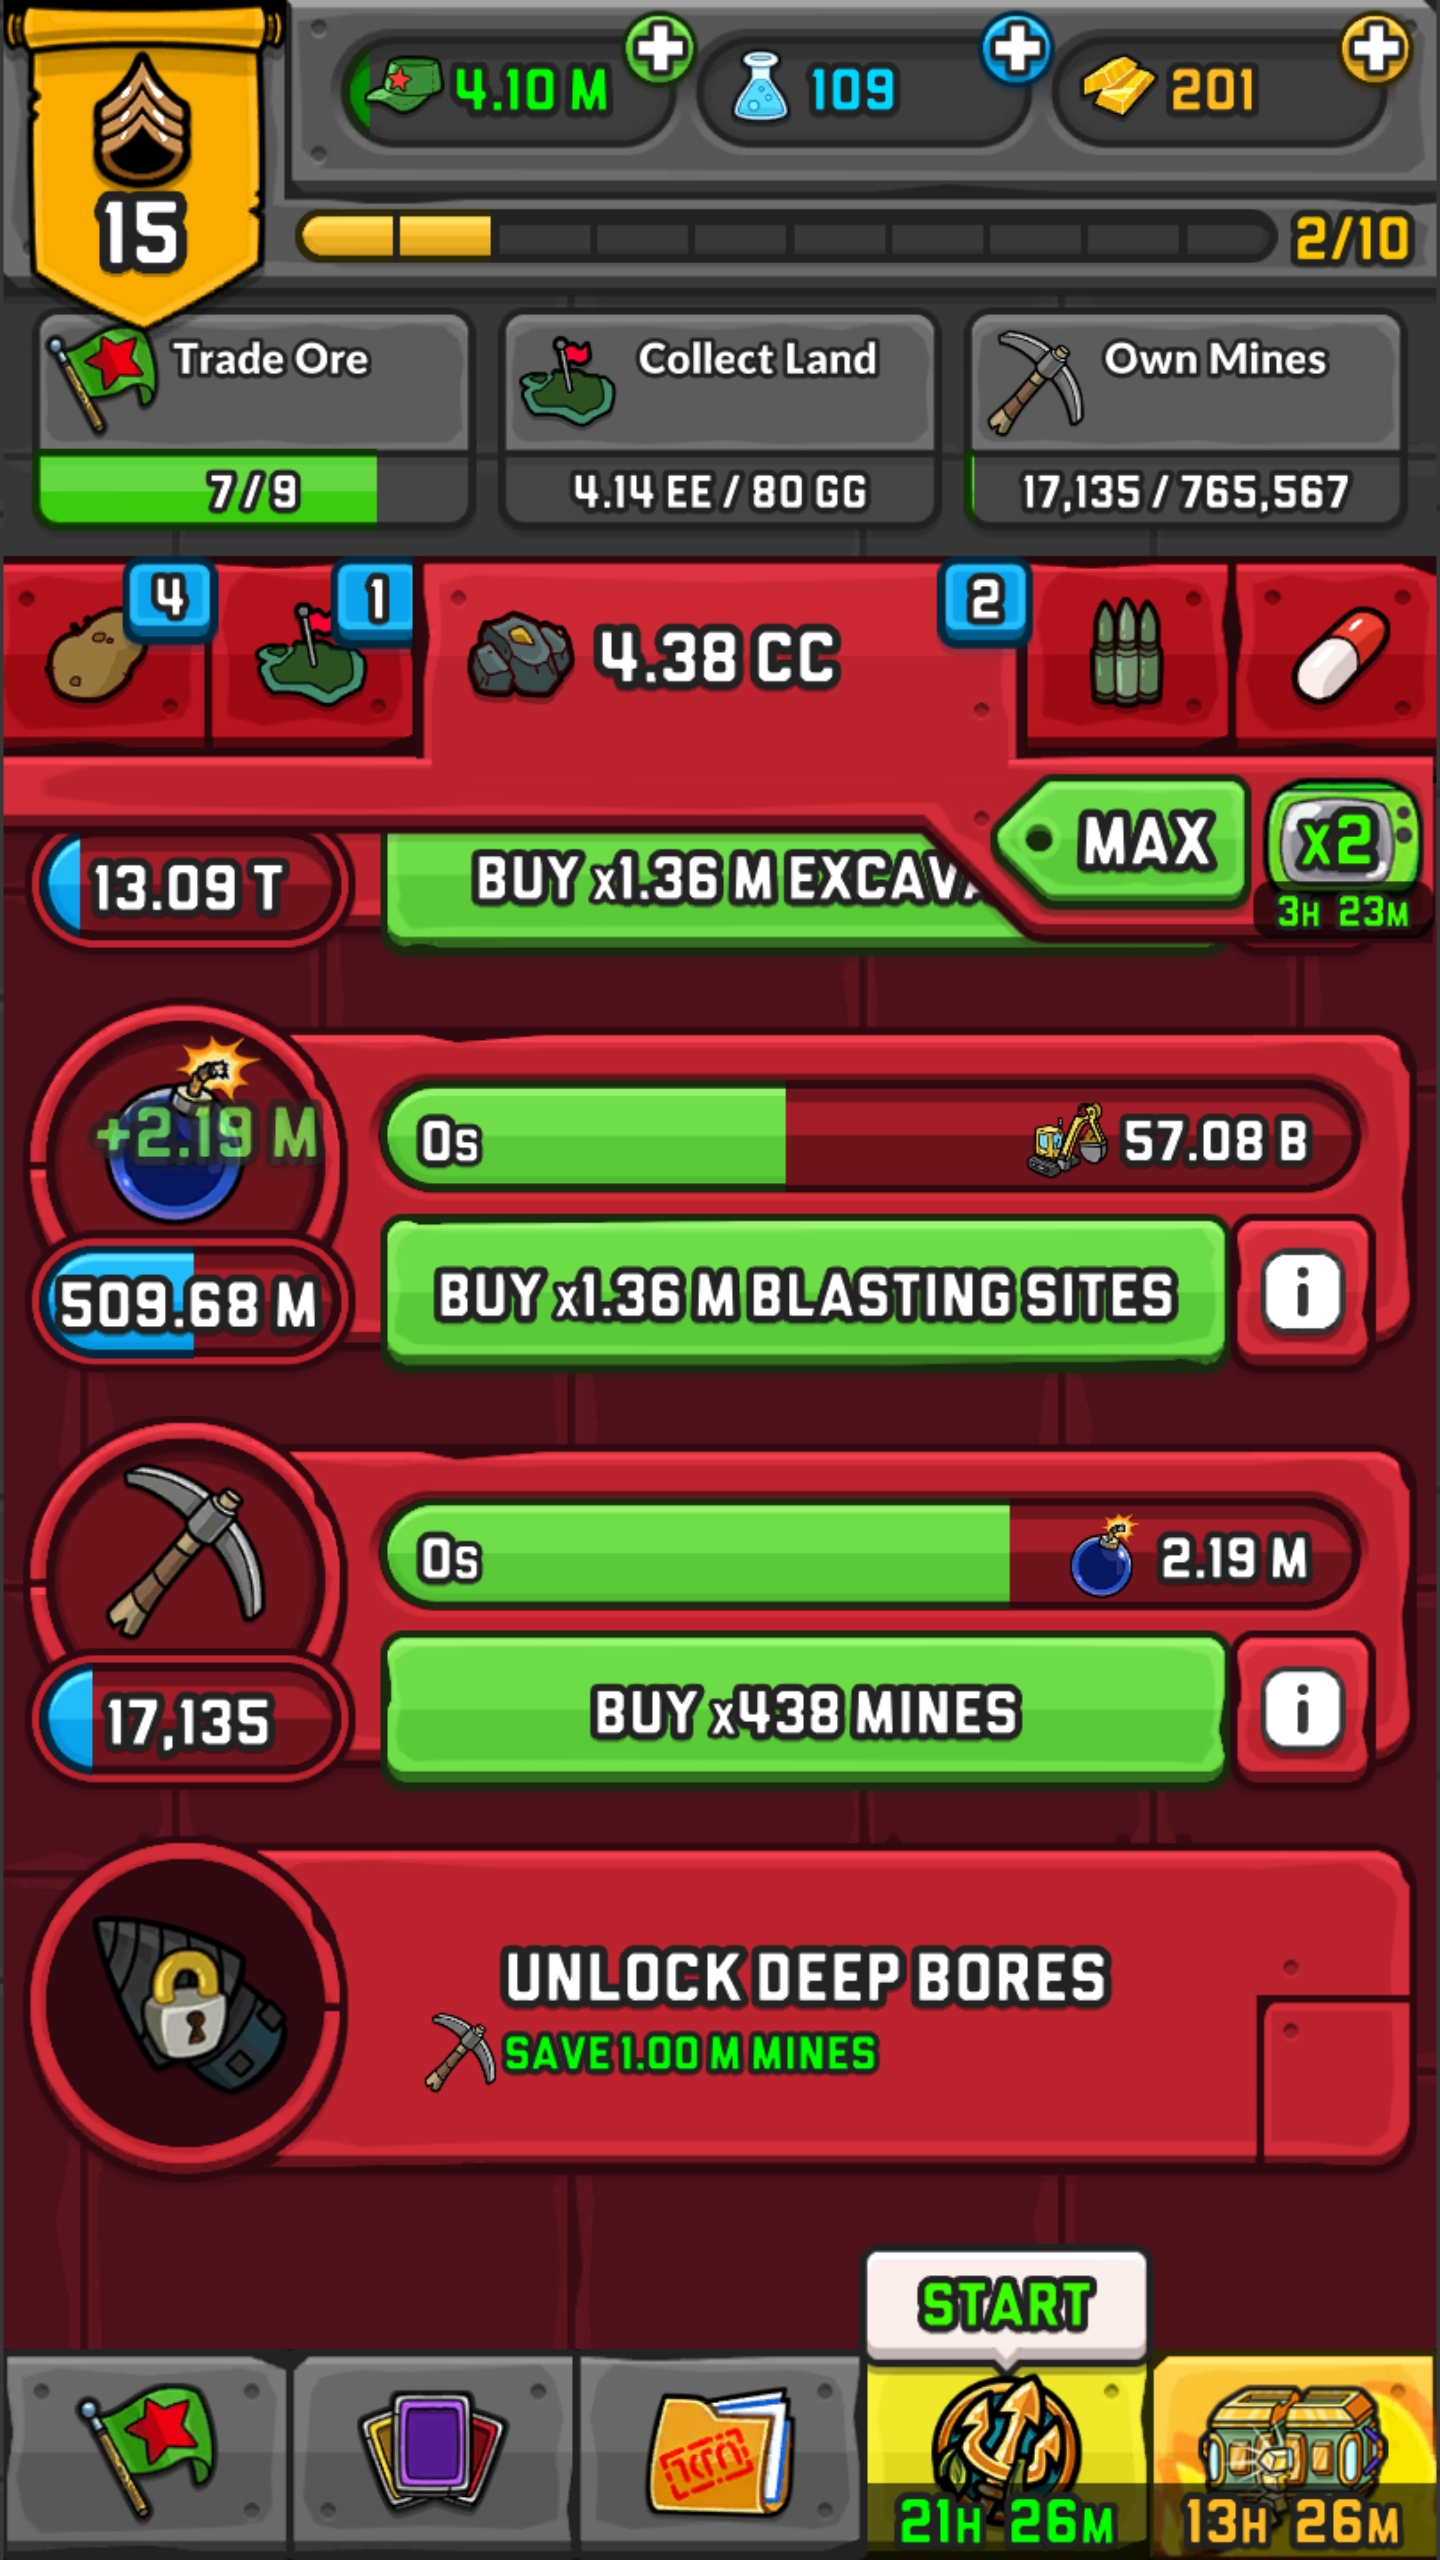 4.10 M
109
201
15
2/10
Trade Ore
Collect Land
Own Mines
7/9
4.14 EE / 80 GG
17,135 / 765,567
4
1
4.38 CC
2
MAX
x2
3H 23M
13.09 T
BUY x1.36 M
+2.19 M
0s
57.08 B
509.68 M
BUY x1.36 M BLASTING SITES
i
0s
2.19 M
17,135
BUY x438 MINES
i
UNLOCK DEEP BORES
SAVE 1.00 M MINES
START
21H 26M
13H 26M